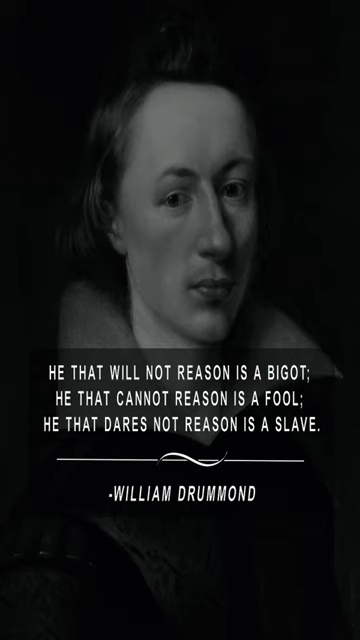 HE THAT WILL NOT REASON IS A BIGOT;
HE THAT CANNOT REASON IS A FOOL;
HE THAT DARES NOT REASON IS A SLAVE.
-WILLIAM DRUMMOND